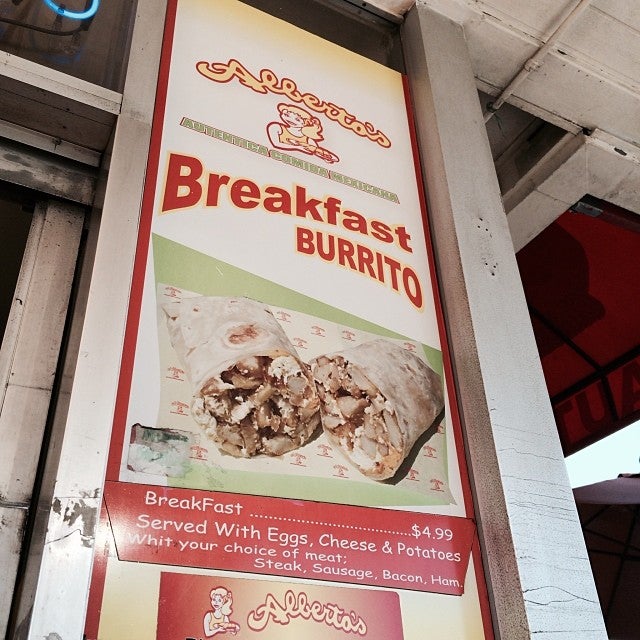 Alberto's
AUTENTICA COMIDA MEXICANA
Breakfast
BURRITO
BreakFast ........................................$4.99
Served With Eggs, Cheese & Potatoes
Whit your choice of meat;
Steak, Sausage, Bacon, Ham.
Alberto's